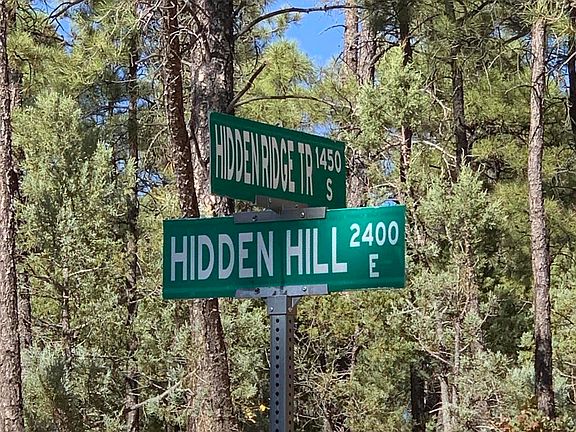 HIDDEN RIDGE TR 1450 S
HIDDEN HILL 2400 E